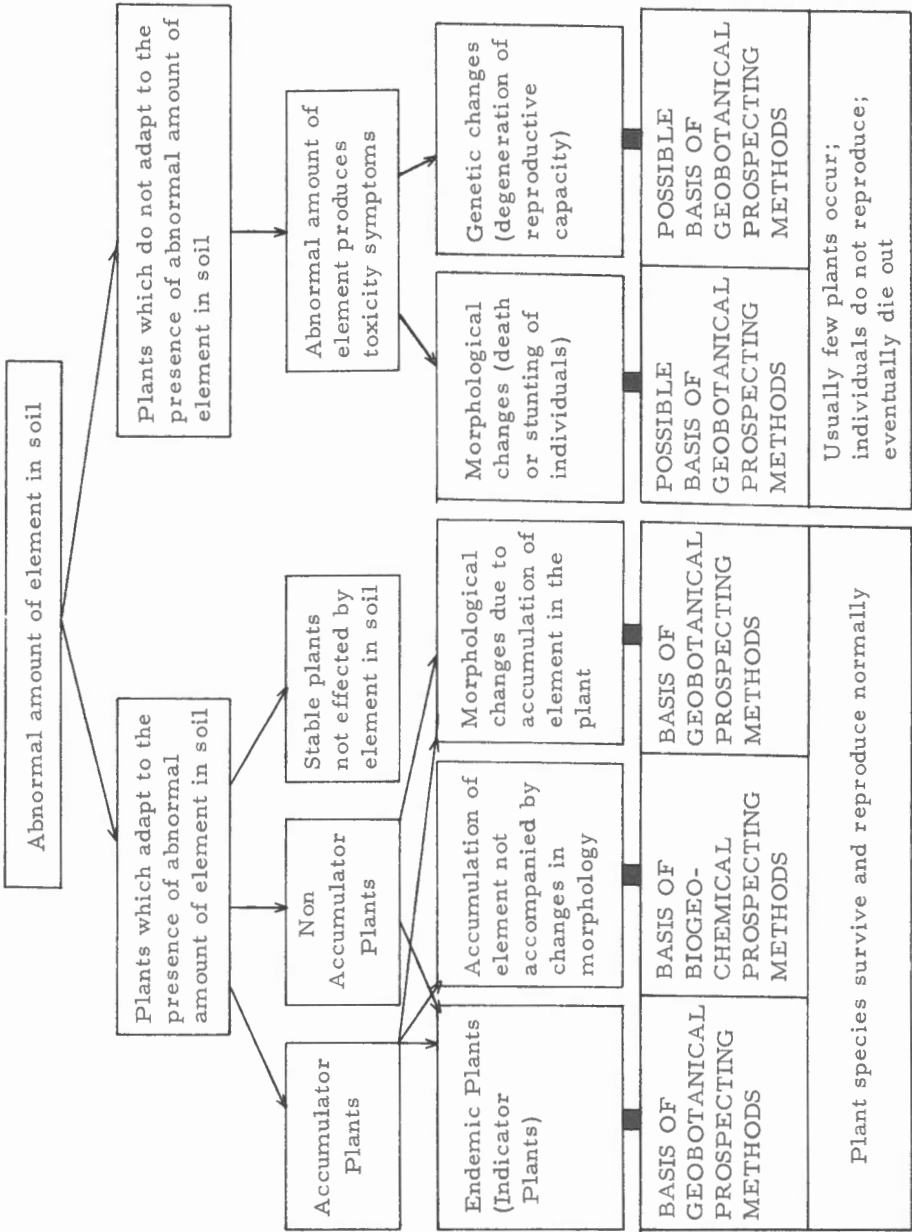 Abnormal amount of element in soil
Plants which adapt to the
presence of abnormal
amount of element in soil
Plants which do not adapt to the
presence of abnormal amount of
element in soil
Accumulator
Plants
Non
Accumulator
Plants
Stable plants
not effected by
element in soil
Abnormal amount of
element produces
toxicity symptoms
Endemic Plants
(Indicator
Plants)
Accumulation of
element not
accompanied by
changes in
morphology
Morphological
changes due to
accumulation of
element in the
plant
Morphological
changes (death
or stunting of
individuals)
Genetic changes
(degeneration of
reproductive
capacity)
BASIS OF
GEOBOTANICAL
PROSPECTING
METHODS
BASIS OF
BIOGEO-
CHEMICAL
PROSPECTING
METHODS
BASIS OF
GEOBOTANICAL
PROSPECTING
METHODS
POSSIBLE
BASIS OF
GEOBOTANICAL
PROSPECTING
METHODS
POSSIBLE
BASIS OF
GEOBOTANICAL
PROSPECTING
METHODS
Plant species survive and reproduce normally
Usually few plants occur;
individuals do not reproduce;
eventually die out